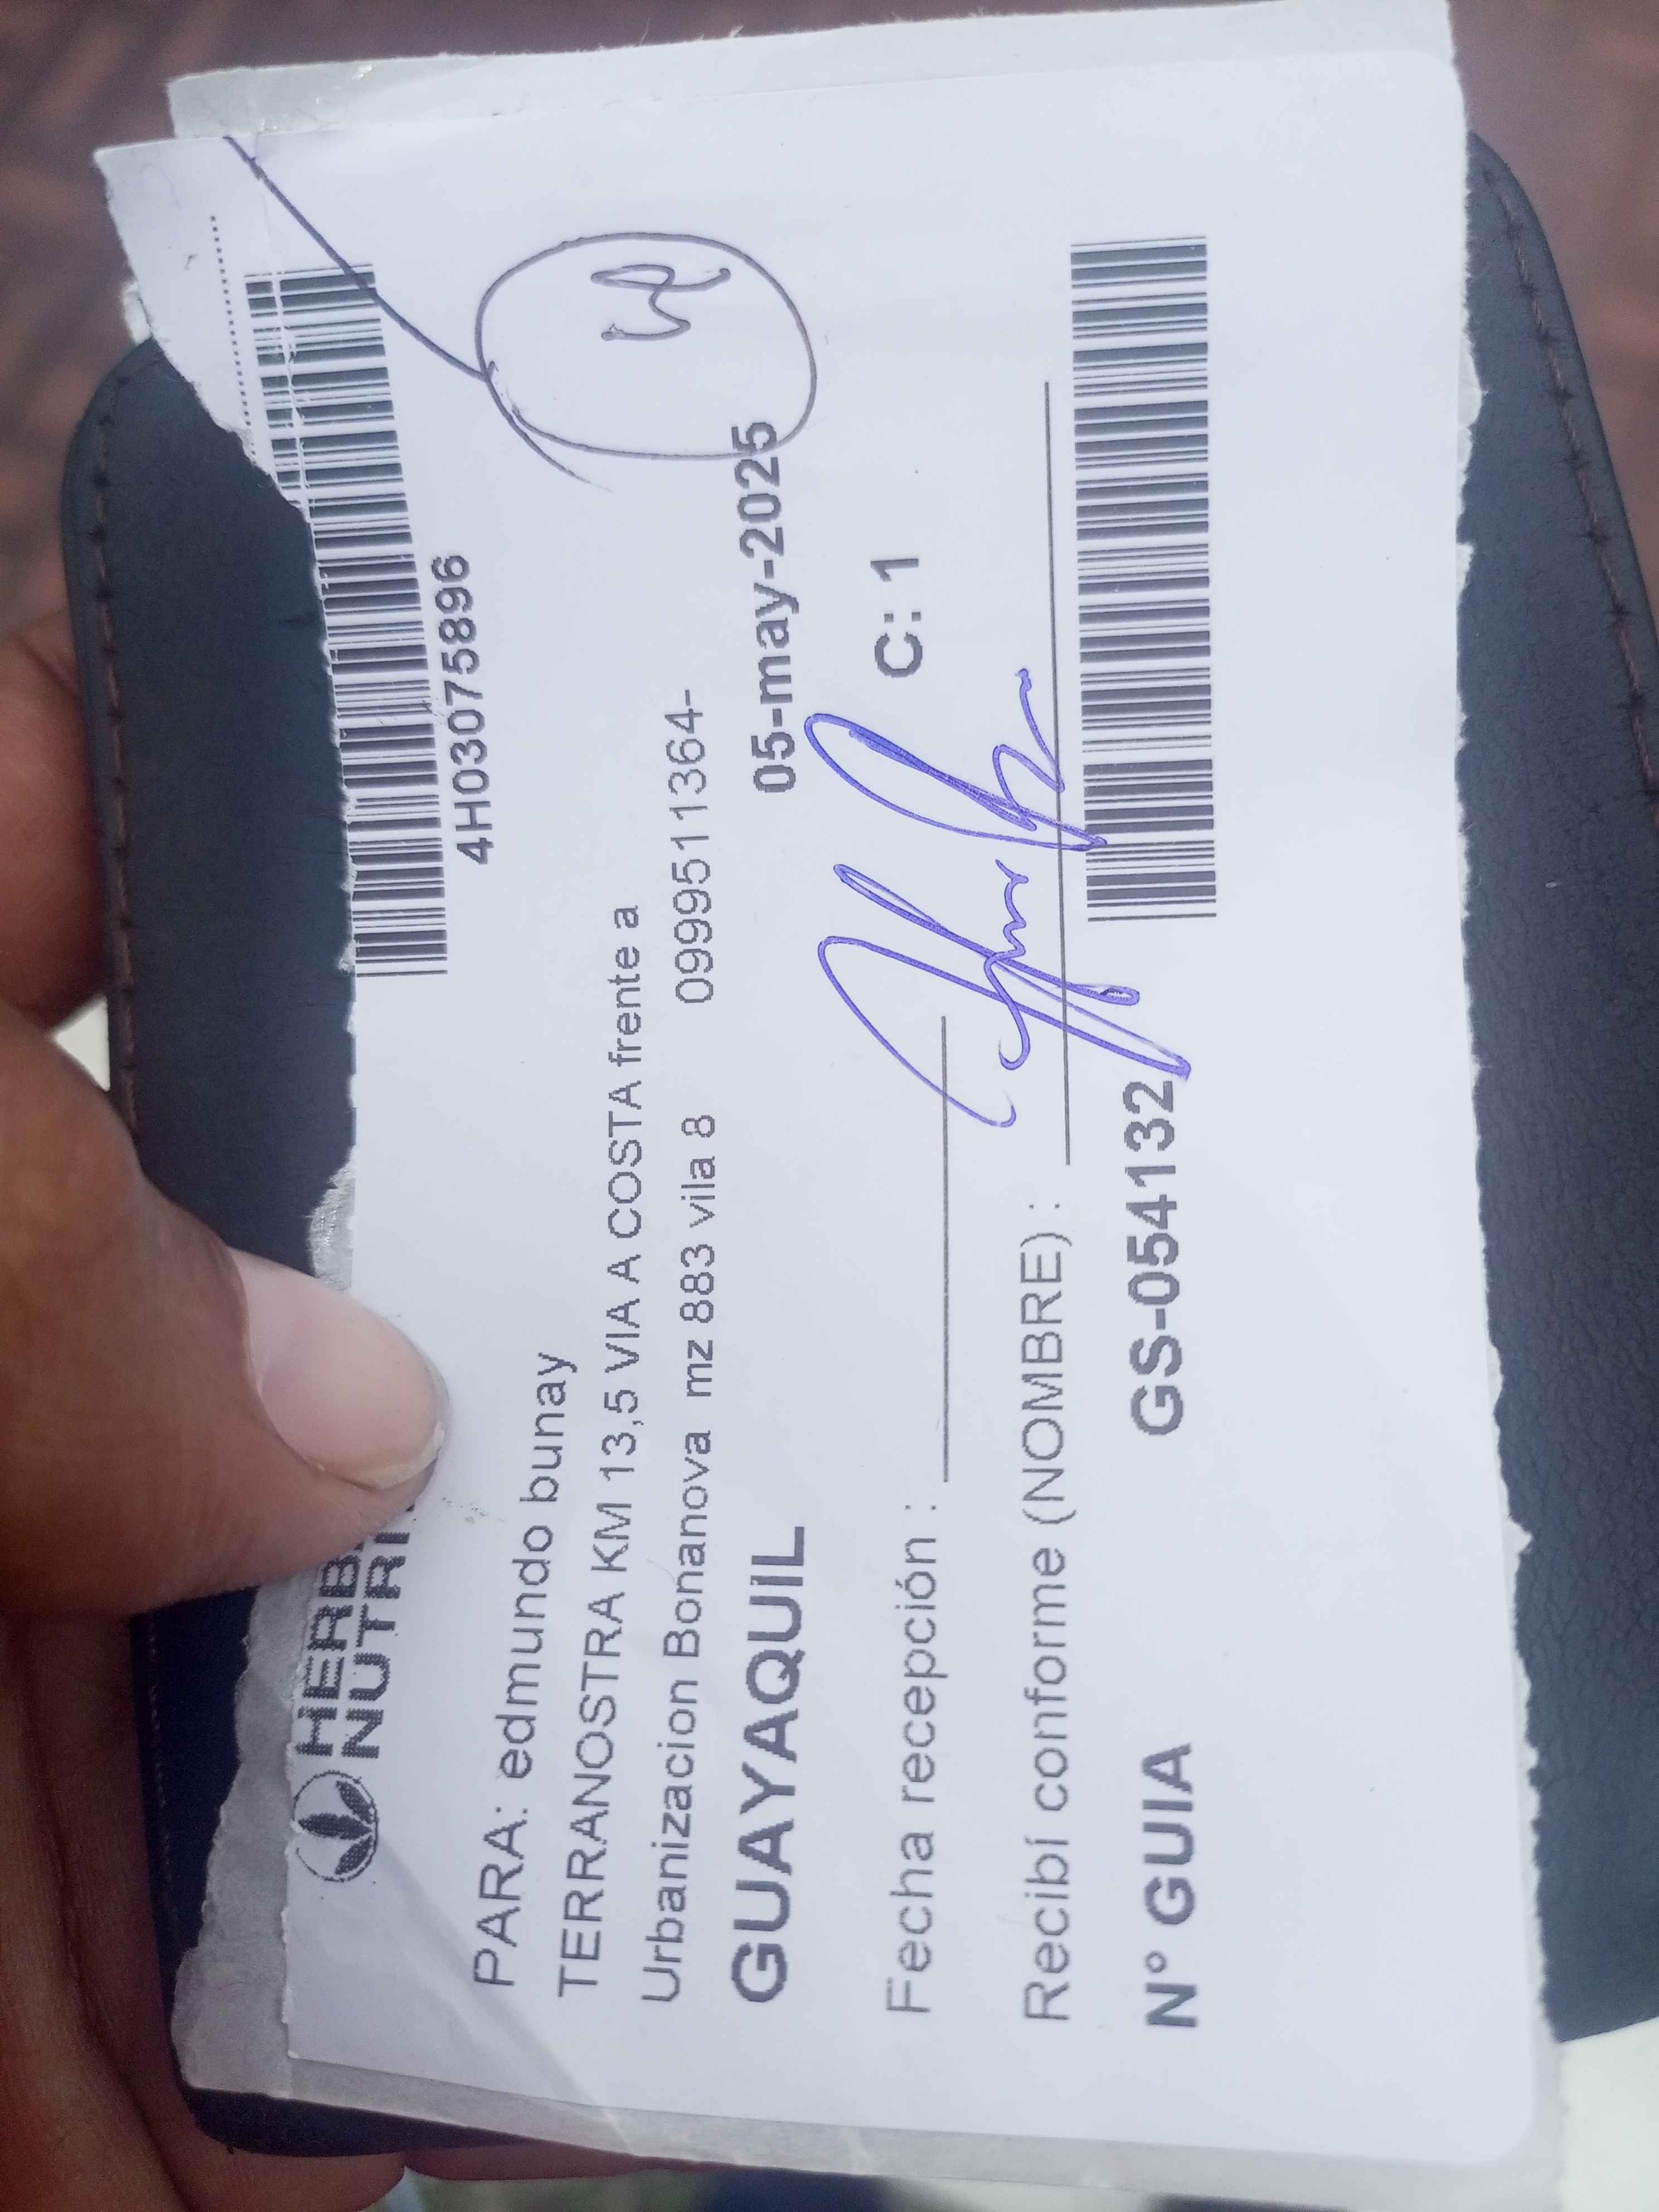 HERB
NUTRI
4H03075896
PARA: edmundo bunay
TERRANOSTRA KM 13,5 VIA A COSTA frente a
Urbanizacion Bonanova mz 883 vila 8 0999511364-
GUAYAQUIL 05-may-2025
Fecha recepción : C: 1
Recibí conforme (NOMBRE) :
N° GUIA GS-054132